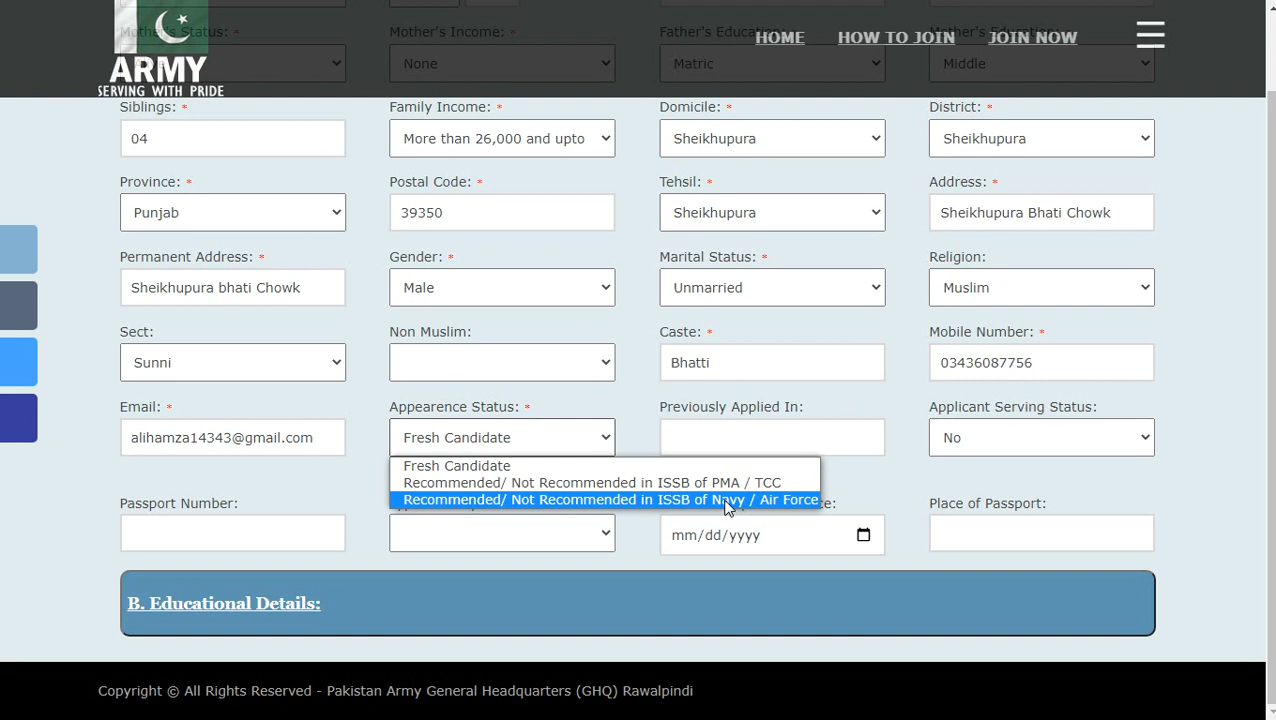 HOME HOW TO JOIN JOIN NOW
ARMY
SERVING WITH PRIDE
Mother's Status: * Mother's Income: * Father's Education
None Matric Middle
Siblings: * Family Income: * Domicile: * District: *
04 More than 26,000 and upto Sheikhupura Sheikhupura
Province: * Postal Code: * Tehsil: * Address: *
Punjab 39350 Sheikhupura Sheikhupura Bhati Chowk
Permanent Address: * Gender: * Marital Status: * Religion:
Sheikhupura bhati Chowk Male Unmarried Muslim
Sect: Non Muslim: Caste: * Mobile Number: *
Sunni Bhatti 03436087756
Email: * Appearence Status: * Previously Applied In: Applicant Serving Status:
alihamza14343@gmail.com Fresh Candidate No
Fresh Candidate
Recommended/ Not Recommended in ISSB of PMA / TCC
Recommended/ Not Recommended in ISSB of Navy / Air Force
Passport Number: Place of Passport:
mm/dd/yyyy
B. Educational Details:
Copyright © All Rights Reserved - Pakistan Army General Headquarters (GHQ) Rawalpindi